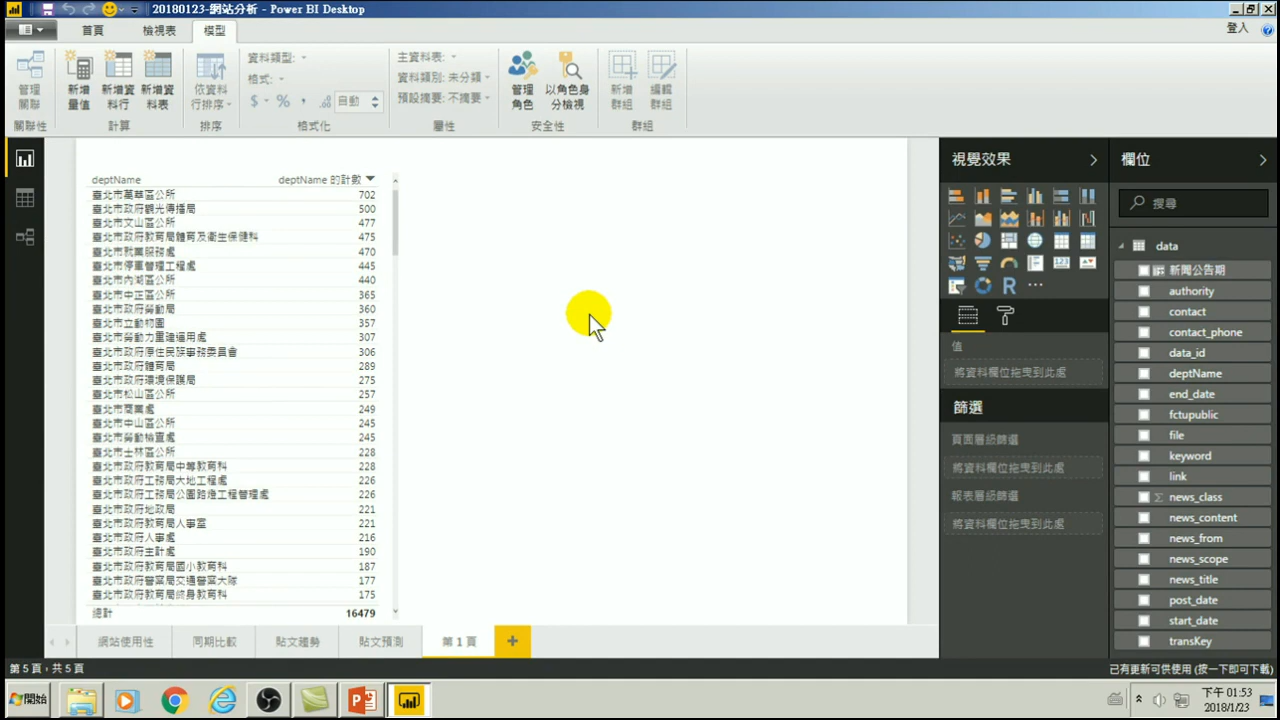 20180123-網站分析 - Power BI Desktop
首頁 檢視表 模型
登入
管理關聯
關聯性
新增量值
新增資料行
新增資料表
計算
依資料行排序
排序
資料類型:
格式:
$ % , .00 自動
格式化
主資料表:
資料類別: 未分類
預設摘要: 不摘要
屬性
管理角色
以角色身分檢視
安全性
新增群組
編輯群組
群組
deptName deptName 的計數
臺北市萬華區公所 702
臺北市政府觀光傳播局 500
臺北市文山區公所 477
臺北市政府教育局體育及衛生保健科 475
臺北市就業服務處 470
臺北市停車管理工程處 445
臺北市內湖區公所 440
臺北市中正區公所 365
臺北市政府勞動局 360
臺北市立動物園 357
臺北市勞動力重建運用處 307
臺北市政府原住民族事務委員會 306
臺北市政府體育局 289
臺北市政府環境保護局 275
臺北市松山區公所 257
臺北市商業處 249
臺北市中山區公所 245
臺北市勞動檢查處 245
臺北市士林區公所 228
臺北市政府教育局中等教育科 228
臺北市政府工務局大地工程處 226
臺北市政府工務局公園路燈工程管理處 226
臺北市政府地政局 221
臺北市政府教育局人事室 221
臺北市政府人事處 216
臺北市政府主計處 190
臺北市政府教育局國小教育科 187
臺北市政府警察局交通警察大隊 177
臺北市政府教育局終身教育科 175
總計 16479
視覺效果
R
值
將資料欄位拖曳到此處
篩選
頁面層級篩選
將資料欄位拖曳到此處
報表層級篩選
將資料欄位拖曳到此處
欄位
搜尋
data
新聞公告期
authority
contact
contact_phone
data_id
deptName
end_date
fctupublic
file
keyword
link
Σ news_class
news_content
news_from
news_scope
news_title
post_date
start_date
transKey
網站使用性 同期比較 貼文趨勢 貼文預測 第 1 頁 +
第 5 頁，共 5 頁
已有更新可供使用 (按一下即可下載)
開始
下午 01:53
2018/1/23